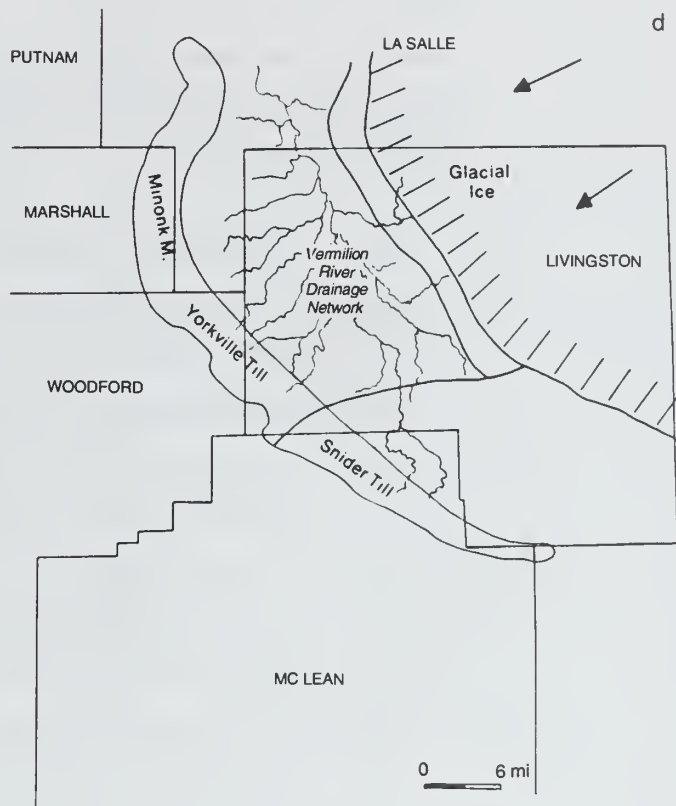 d
LA SALLE
PUTNAM
Glacial
Ice
MARSHALL
Minonk M.
LIVINGSTON
Vermilion
River
Drainage
Network
Yorkville Till
WOODFORD
Snider Till
MC LEAN
0 6 mi